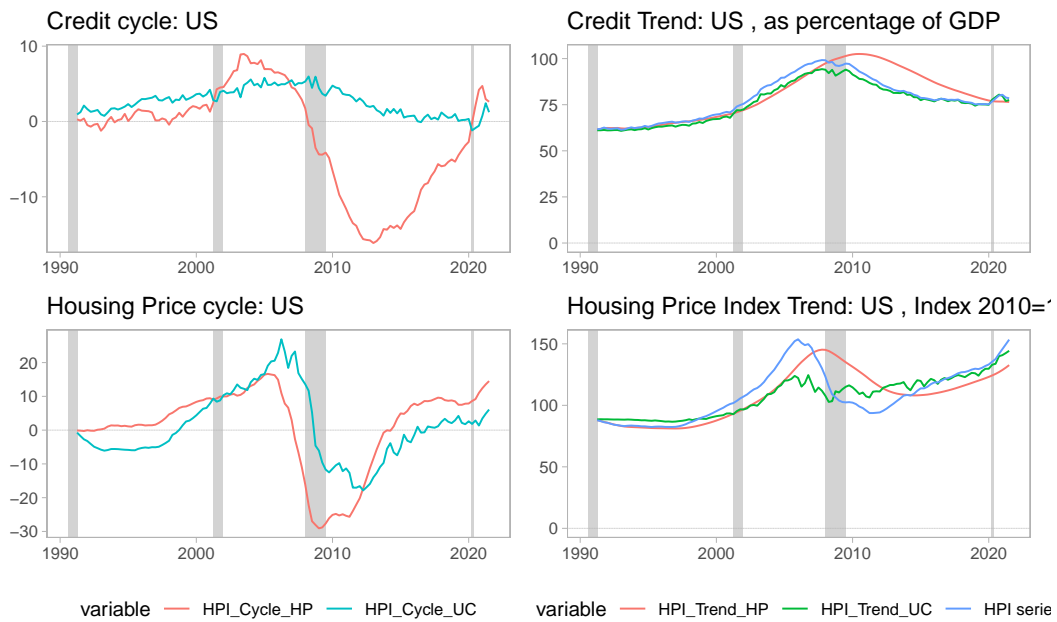 Credit cycle: US
10
0
−10
1990 2000 2010 2020
Credit Trend: US , as percentage of GDP
100
75
50
25
0
1990 2000 2010 2020
Housing Price cycle: US
20
10
0
−10
−20
−30
1990 2000 2010 2020
Housing Price Index Trend: US , Index 2010=1
150
100
50
0
1990 2000 2010 2020
variable HPI_Cycle_HP HPI_Cycle_UC
variable HPI_Trend_HP HPI_Trend_UC HPI serie